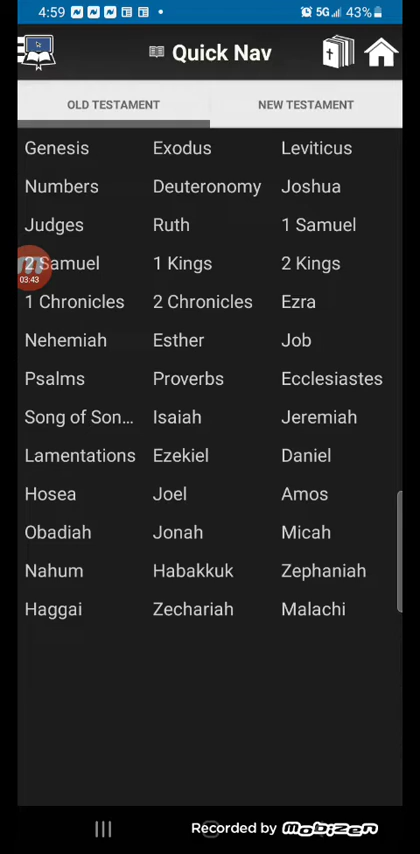 4:59 5G 43%
Quick Nav
OLD TESTAMENT NEW TESTAMENT
Genesis Exodus Leviticus
Numbers Deuteronomy Joshua
Judges Ruth 1 Samuel
2 Samuel 1 Kings 2 Kings
03:43
1 Chronicles 2 Chronicles Ezra
Nehemiah Esther Job
Psalms Proverbs Ecclesiastes
Song of Son... Isaiah Jeremiah
Lamentations Ezekiel Daniel
Hosea Joel Amos
Obadiah Jonah Micah
Nahum Habakkuk Zephaniah
Haggai Zechariah Malachi
Recorded by mobizen